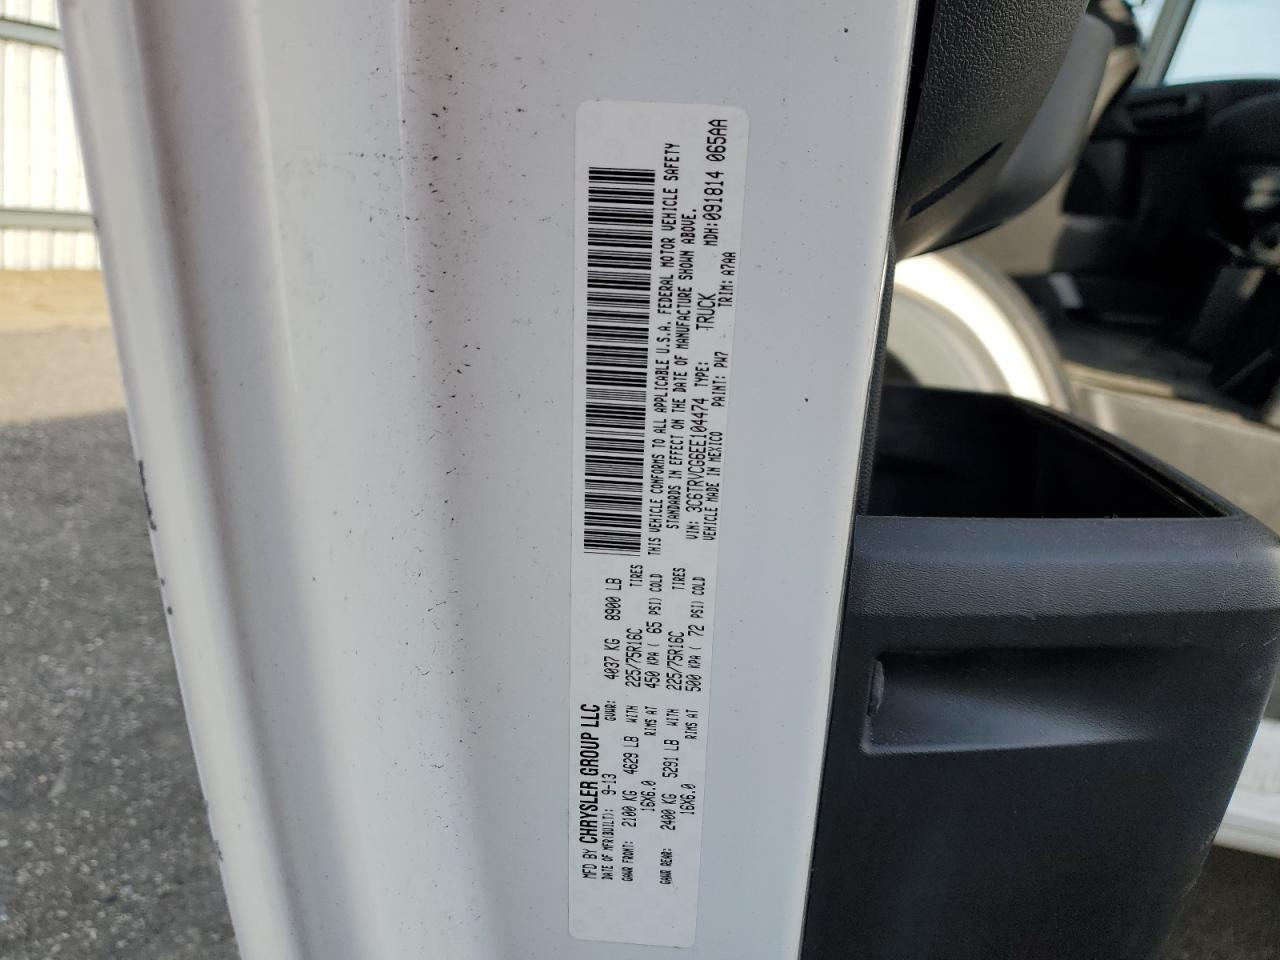 MFD BY CHRYSLER GROUP LLC
DATE OF MFR(BUILT): 9-13 GVWR: 4037 KG 8900 LB
GAWR FRONT: 2100 KG 4629 LB WITH 225/75R16C TIRES
16X6.0 RIMS AT 450 KPA ( 65 PSI) COLD
GAWR REAR: 2400 KG 5291 LB WITH 225/75R16C TIRES
16X6.0 RIMS AT 500 KPA ( 72 PSI) COLD
THIS VEHICLE CONFORMS TO ALL APPLICABLE U.S.A. FEDERAL MOTOR VEHICLE SAFETY
STANDARDS IN EFFECT ON THE DATE OF MANUFACTURE SHOWN ABOVE.
VIN: 3C6TRVCG6EE104474 TYPE: TRUCK MDH:091814 065AA
VEHICLE MADE IN MEXICO PAINT: PW7 TRIM: A7AA